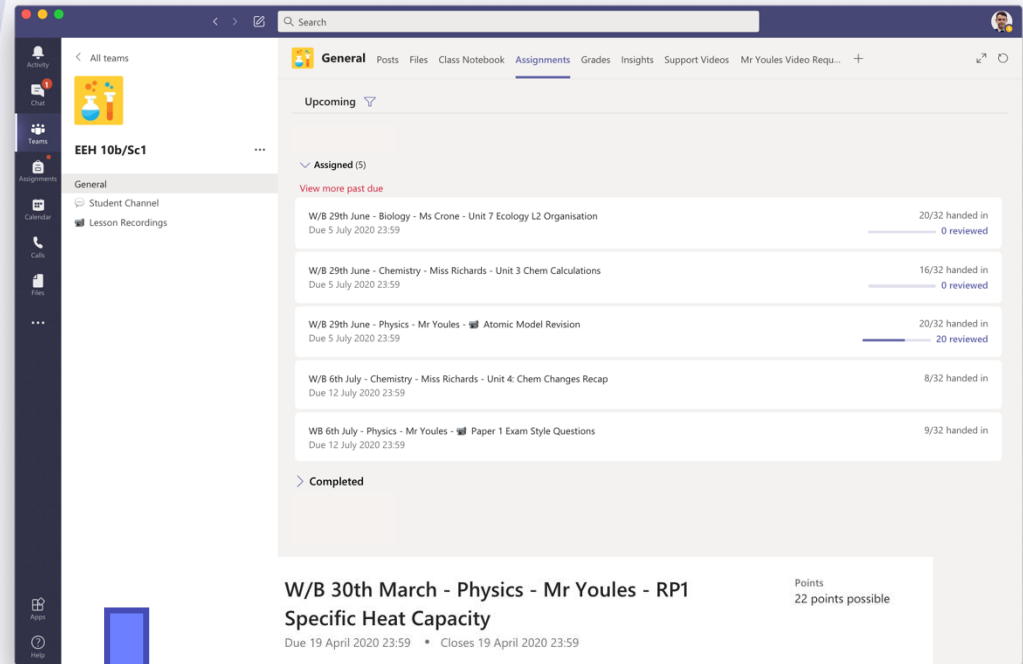 Search
Activity
Chat
1
Teams
Assignments
Calendar
Calls
Files
Apps
Help
All teams
EEH 10b/Sc1
General
Student Channel
Lesson Recordings
General
Posts
Files
Class Notebook
Assignments
Grades
Insights
Support Videos
Mr Youles Video Requ...
Upcoming
Assigned (5)
View more past due
W/B 29th June - Biology - Ms Crone - Unit 7 Ecology L2 Organisation
Due 5 July 2020 23:59
20/32 handed in
0 reviewed
W/B 29th June - Chemistry - Miss Richards - Unit 3 Chem Calculations
Due 5 July 2020 23:59
16/32 handed in
0 reviewed
W/B 29th June - Physics - Mr Youles - 📹 Atomic Model Revision
Due 5 July 2020 23:59
20/32 handed in
20 reviewed
W/B 6th July - Chemistry - Miss Richards - Unit 4: Chem Changes Recap
Due 12 July 2020 23:59
8/32 handed in
WB 6th July - Physics - Mr Youles - 📹 Paper 1 Exam Style Questions
Due 12 July 2020 23:59
9/32 handed in
Completed
W/B 30th March - Physics - Mr Youles - RP1
Specific Heat Capacity
Due 19 April 2020 23:59 • Closes 19 April 2020 23:59
Points
22 points possible